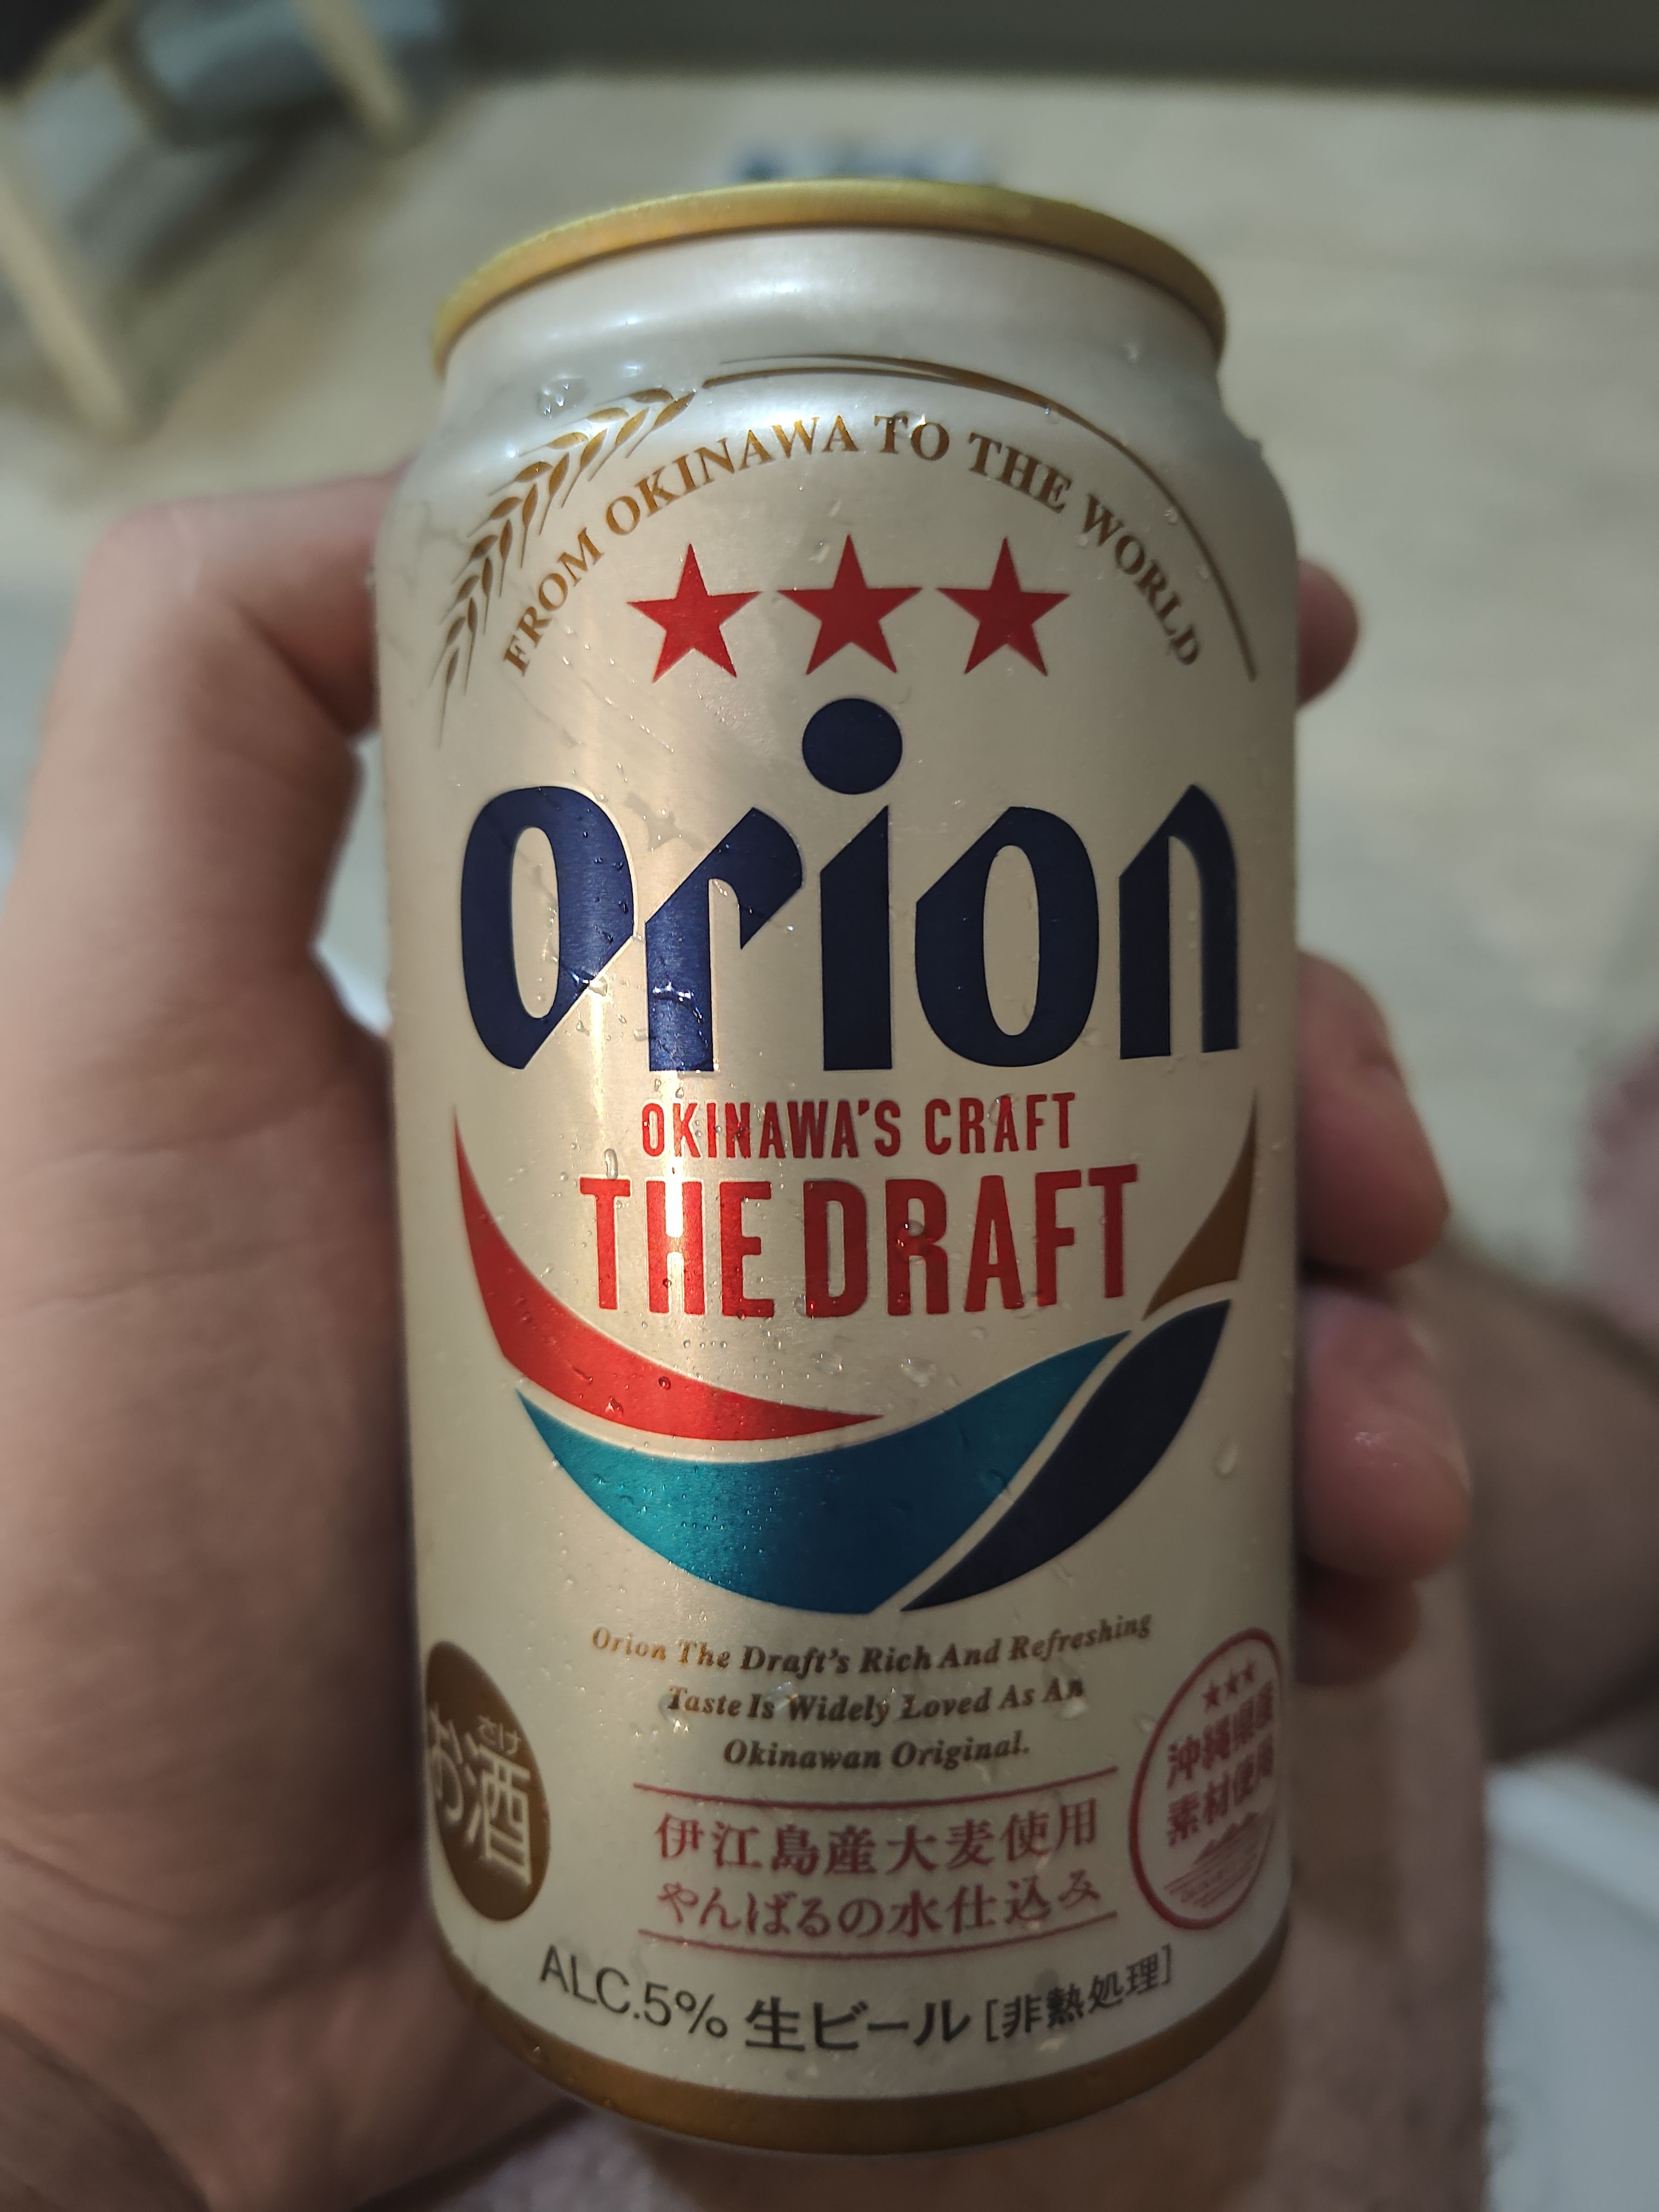 FROM OKINAWA TO THE WORLD
orion
OKINAWA'S CRAFT
THE DRAFT
Orion The Draft's Rich And Refreshing
Taste Is Widely Loved As An
Okinawan Original.
さけ
お酒
沖縄県産
素材使用
伊江島産大麦使用
やんばるの水仕込み
ALC.5% 生ビール [非熱処理]